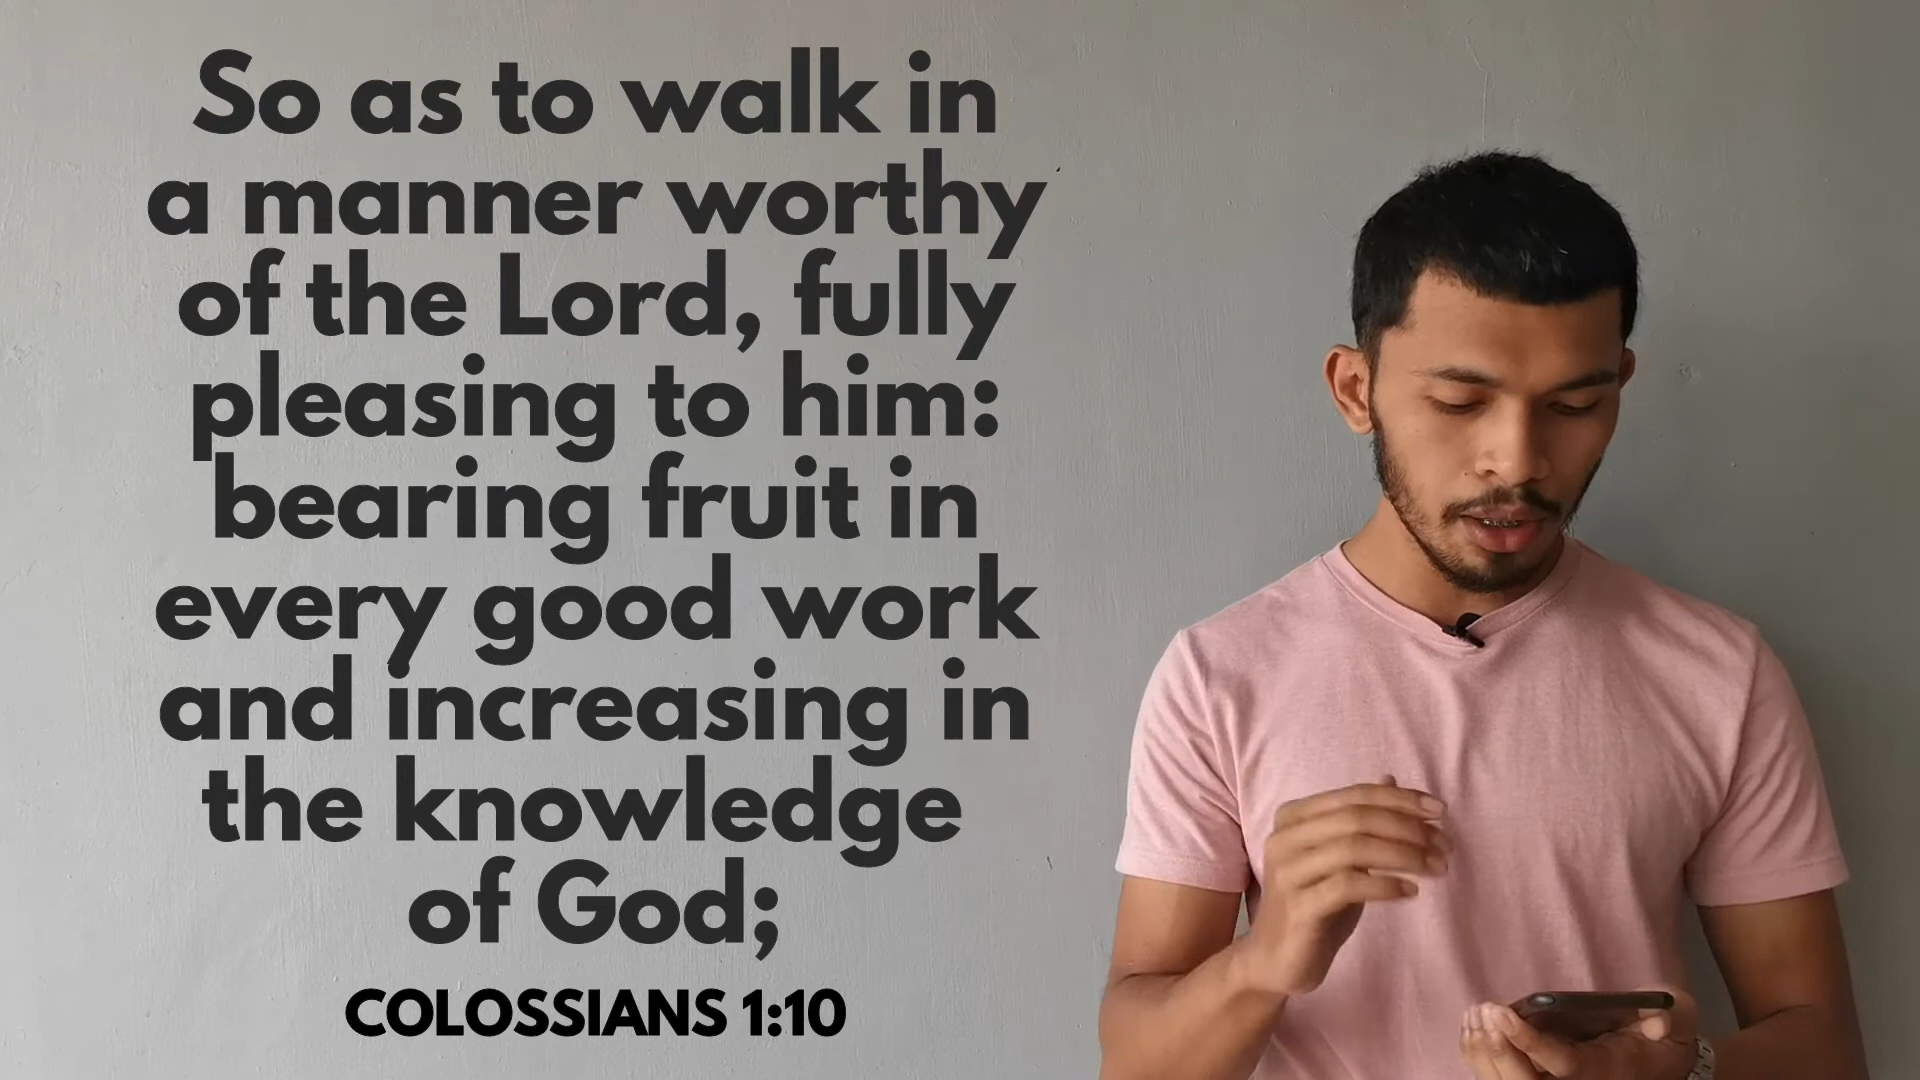 So as to walk in
a manner worthy
of the Lord, fully
pleasing to him:
bearing fruit in
every good work
and increasing in
the knowledge
of God;
COLOSSIANS 1:10